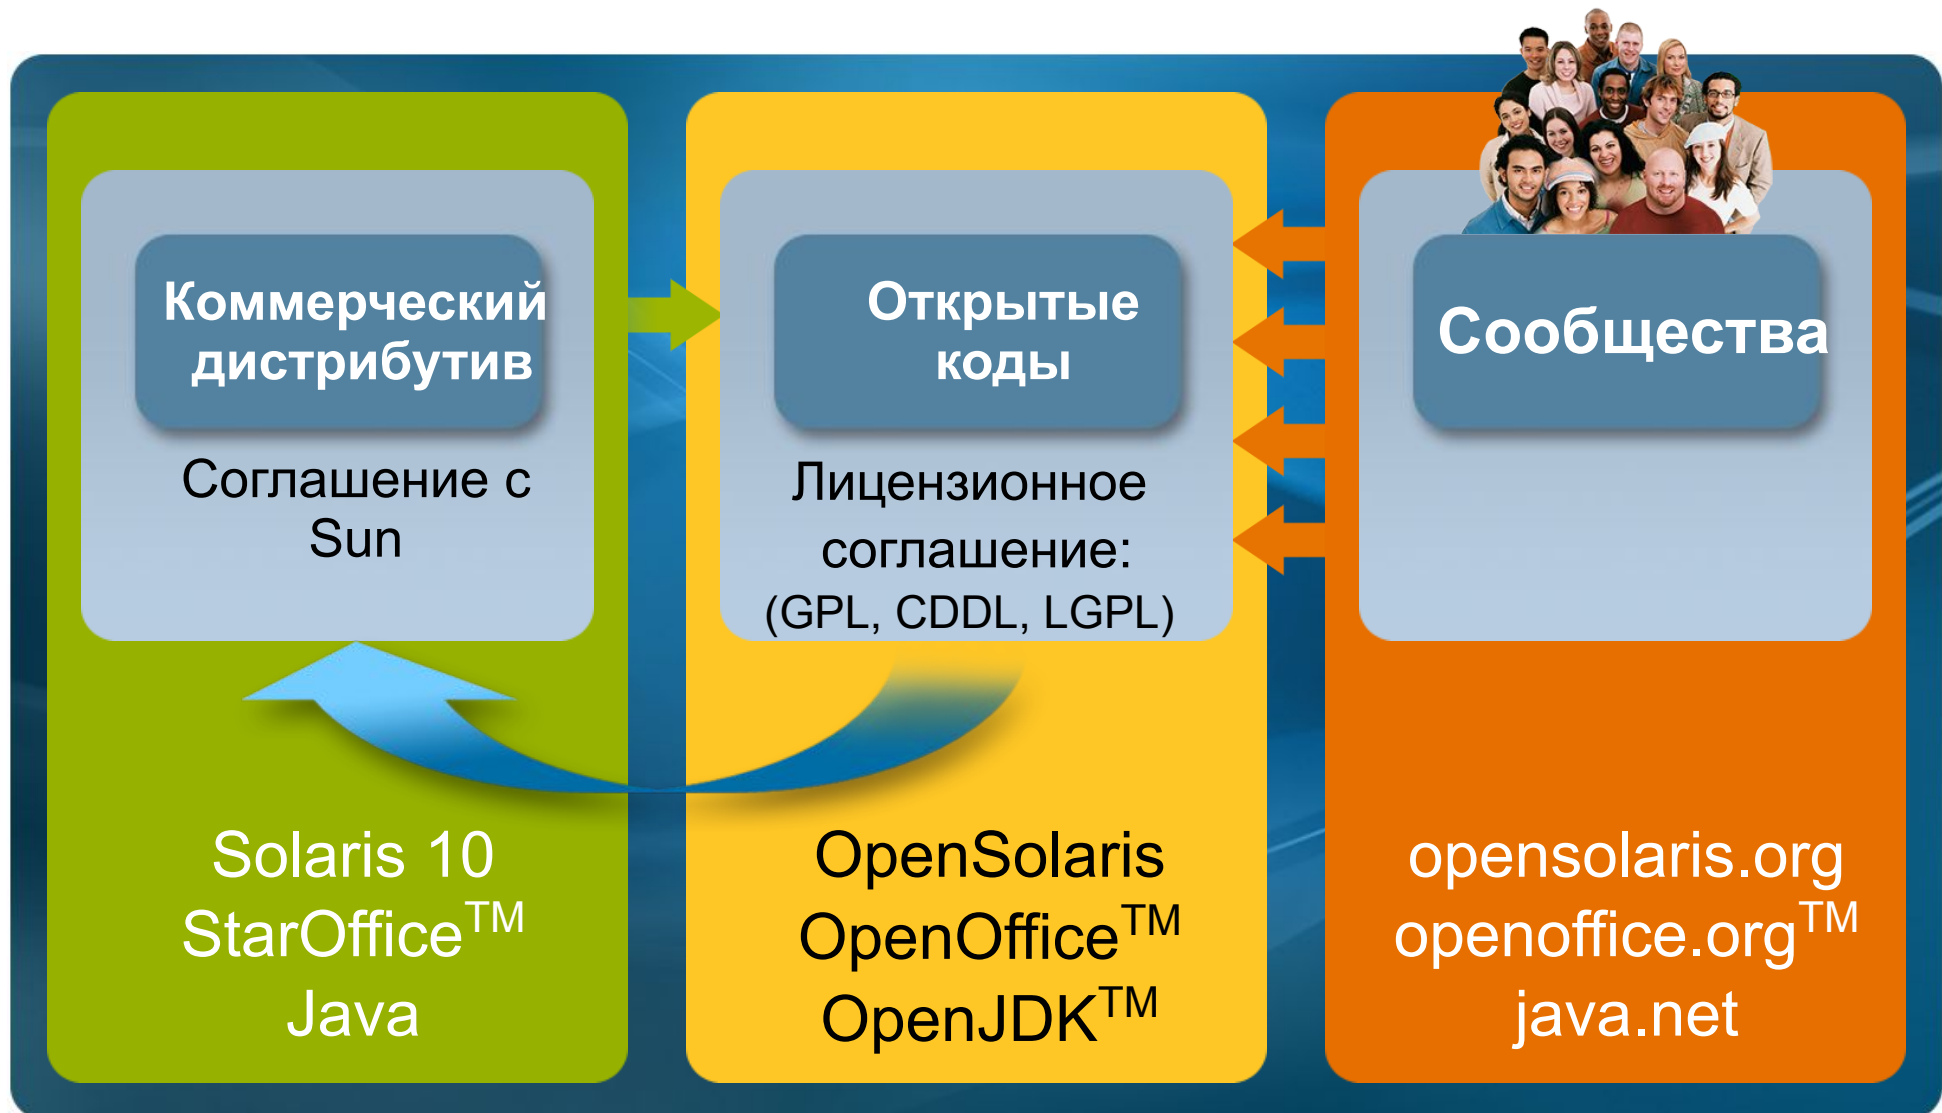 Коммерческий
дистрибутив
Соглашение с
Sun
Solaris 10
StarOffice™
Java
Открытые
коды
Лицензионное
соглашение:
(GPL, CDDL, LGPL)
OpenSolaris
OpenOffice™
OpenJDK™
Сообщества
opensolaris.org
openoffice.org™
java.net